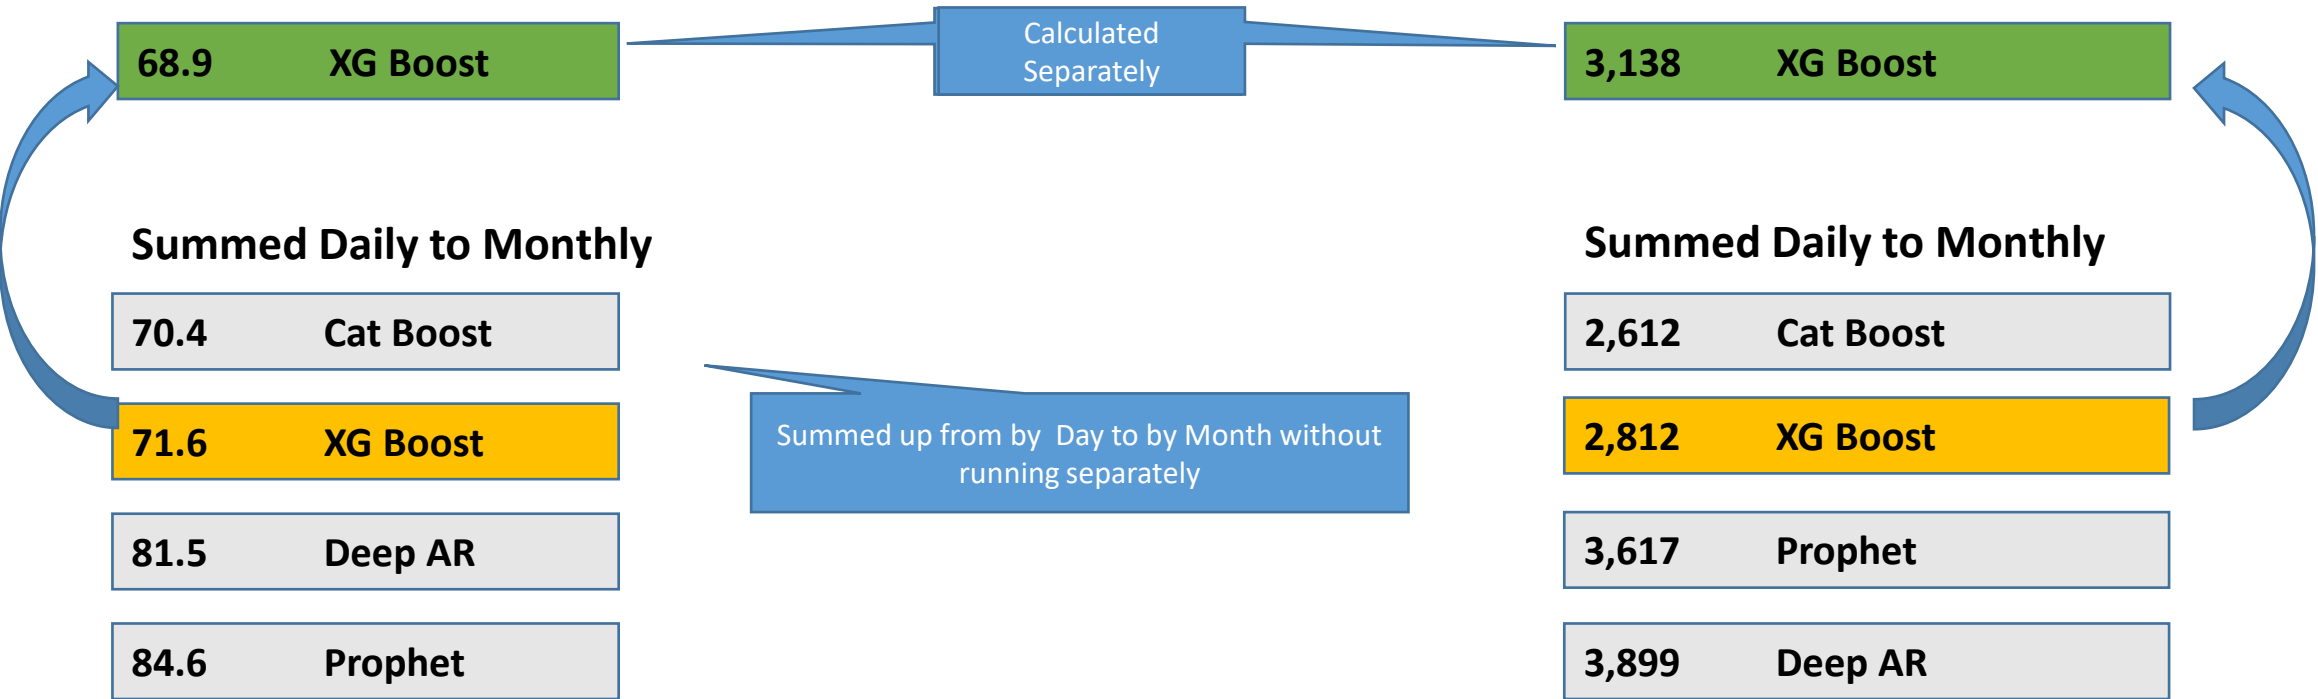 68.9 XG Boost
Calculated
Separately
3,138 XG Boost
Summed Daily to Monthly
70.4 Cat Boost
71.6 XG Boost
81.5 Deep AR
84.6 Prophet
Summed up from by  Day to by Month without
running separately
Summed Daily to Monthly
2,612 Cat Boost
2,812 XG Boost
3,617 Prophet
3,899 Deep AR